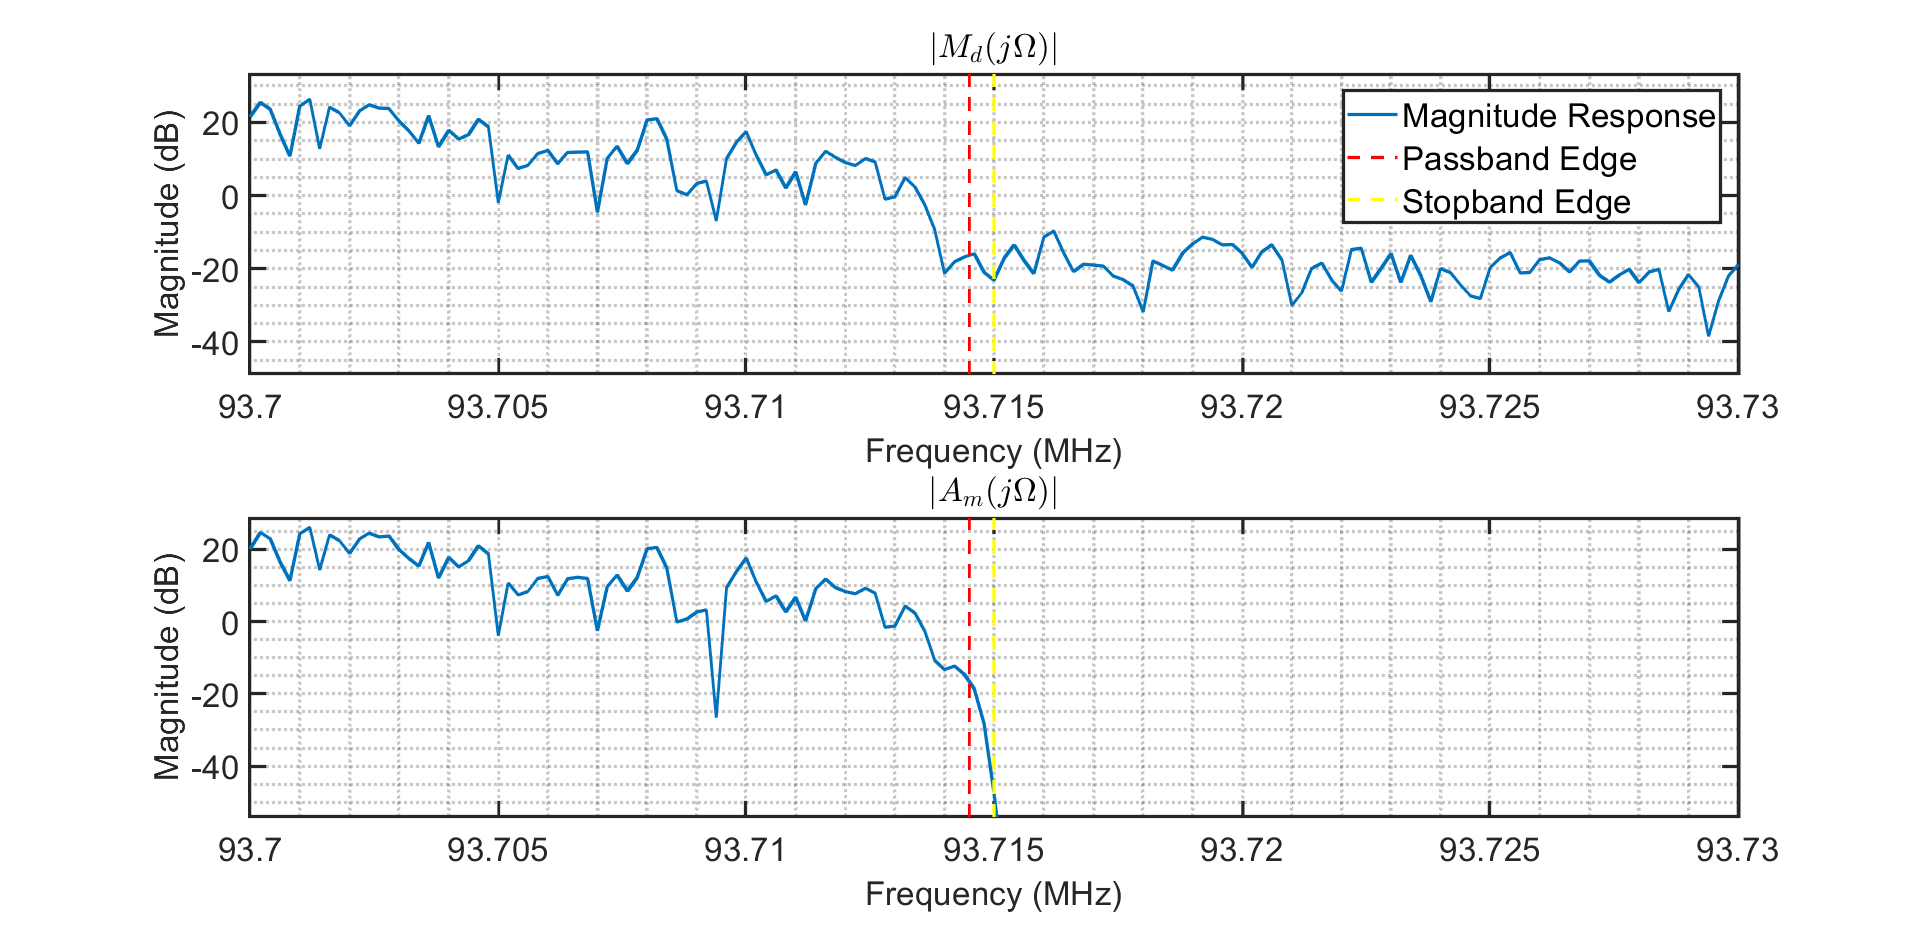 |M_d(jΩ)|
Magnitude (dB)
20
0
-20
-40
Magnitude Response
Passband Edge
Stopband Edge
93.7 93.705 93.71 93.715 93.72 93.725 93.73
Frequency (MHz)
|A_m(jΩ)|
Magnitude (dB)
20
0
-20
-40
93.7 93.705 93.71 93.715 93.72 93.725 93.73
Frequency (MHz)